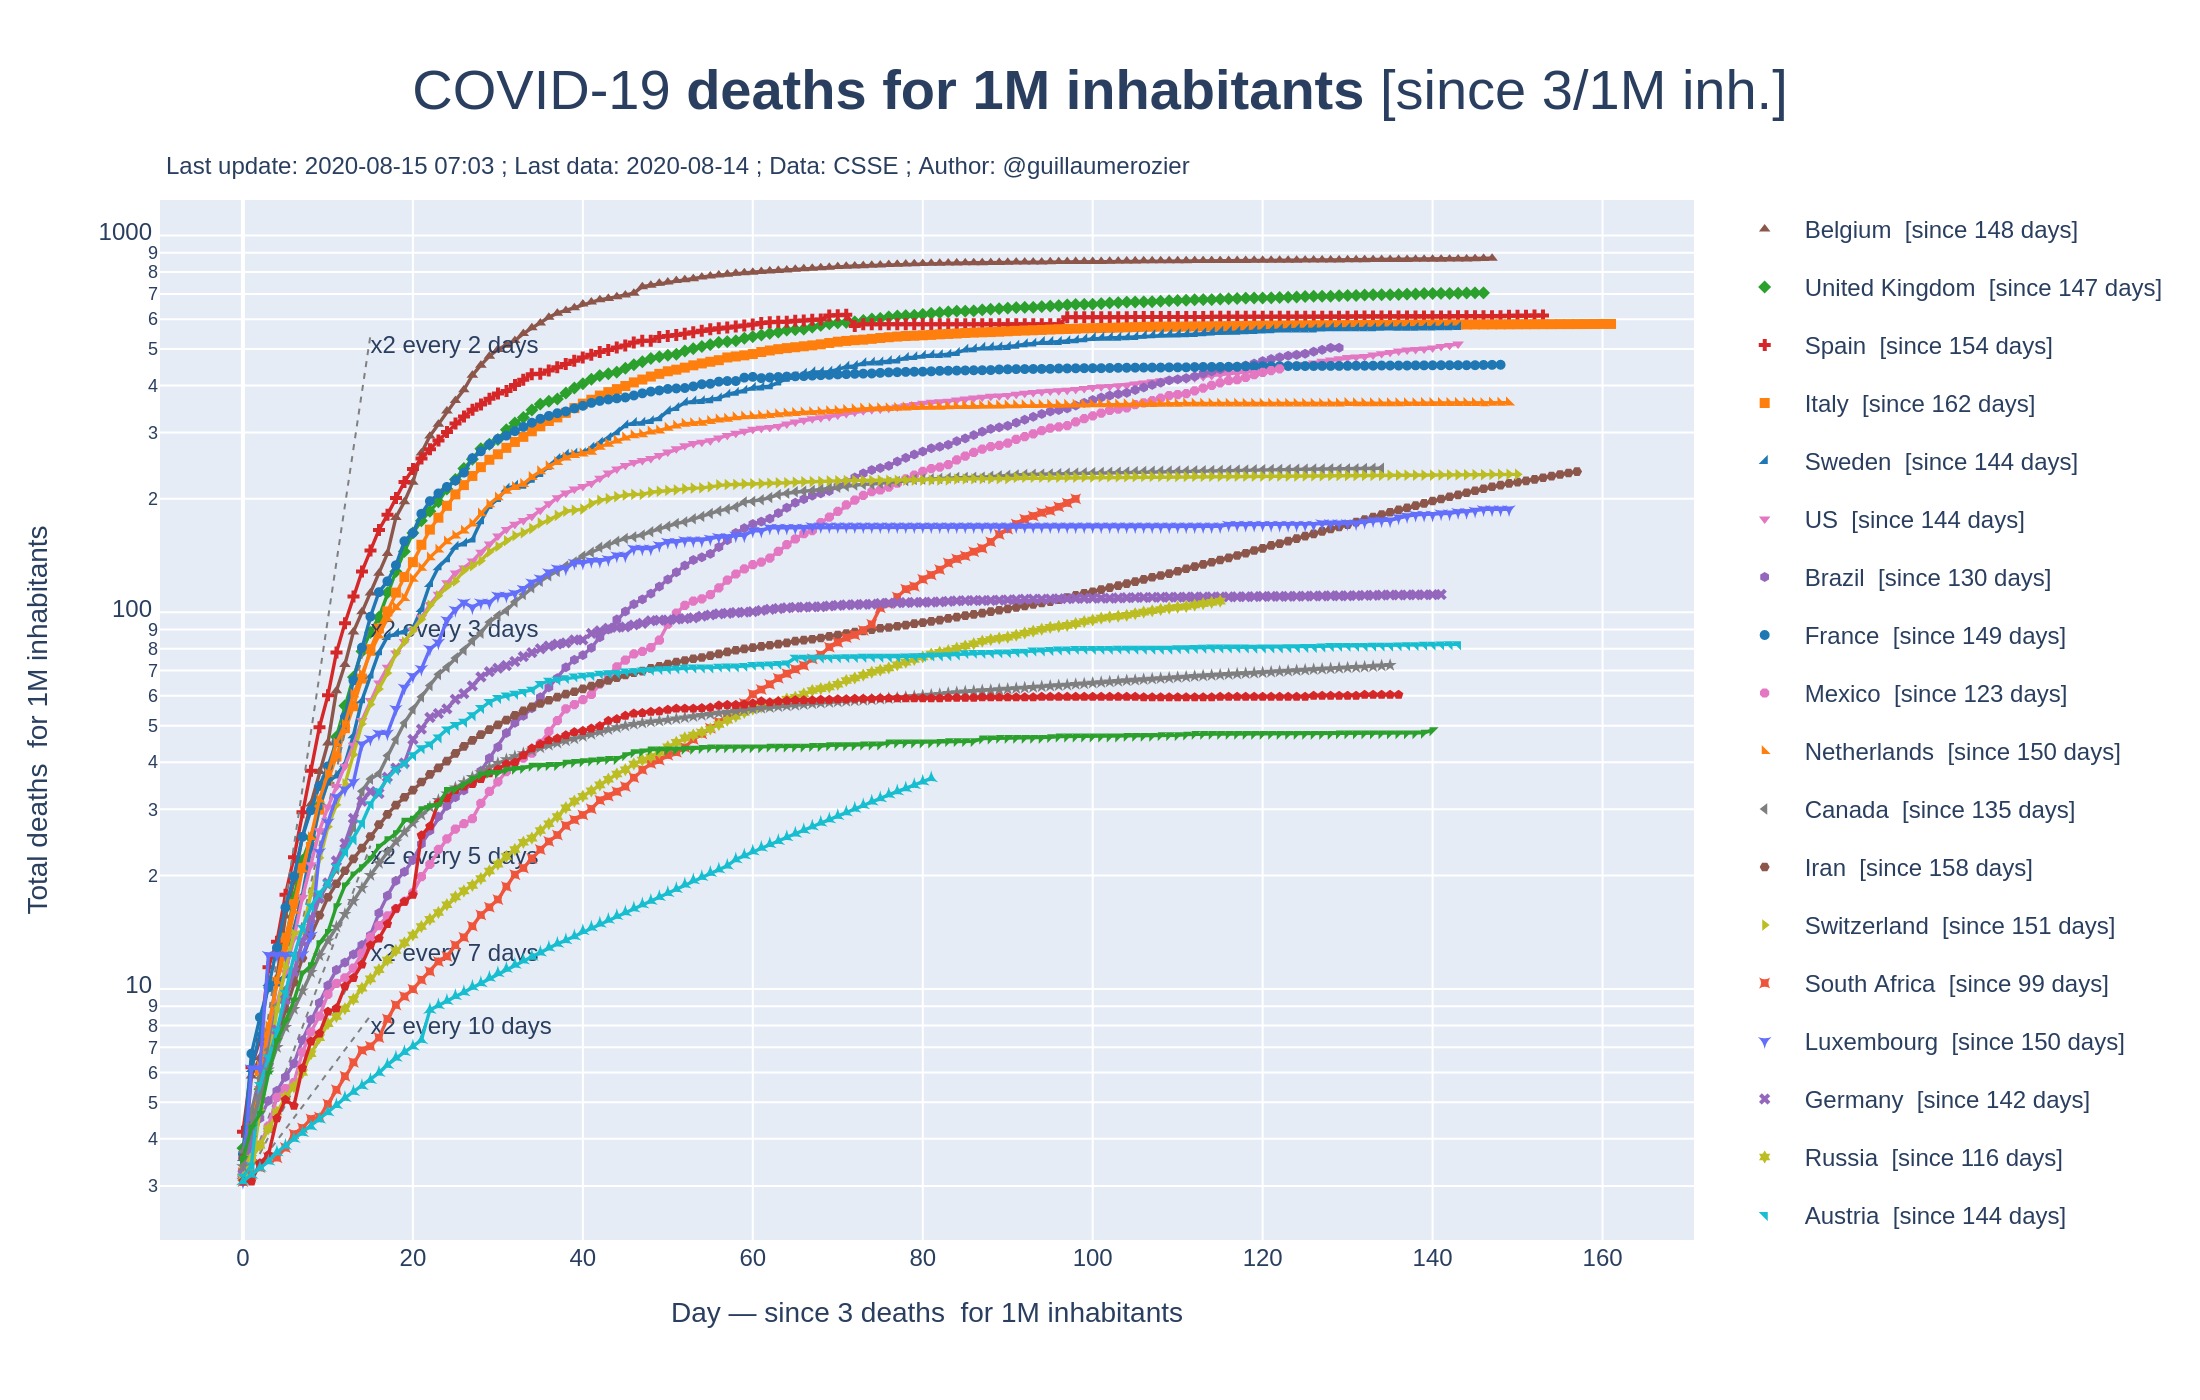 COVID-19 deaths for 1M inhabitants [since 3/1M inh.]
Last update: 2020-08-15 07:03 ; Last data: 2020-08-14 ; Data: CSSE ; Author: @guillaumerozier
Total deaths for 1M inhabitants
1000
9
8
7
6
5
4
3
2
100
9
8
7
6
5
4
3
2
10
9
8
7
6
5
4
3
x2 every 2 days
x2 every 3 days
x2 every 5 days
x2 every 7 days
x2 every 10 days
0 20 40 60 80 100 120 140 160
Day — since 3 deaths for 1M inhabitants
Belgium [since 148 days]
United Kingdom [since 147 days]
Spain [since 154 days]
Italy [since 162 days]
Sweden [since 144 days]
US [since 144 days]
Brazil [since 130 days]
France [since 149 days]
Mexico [since 123 days]
Netherlands [since 150 days]
Canada [since 135 days]
Iran [since 158 days]
Switzerland [since 151 days]
South Africa [since 99 days]
Luxembourg [since 150 days]
Germany [since 142 days]
Russia [since 116 days]
Austria [since 144 days]